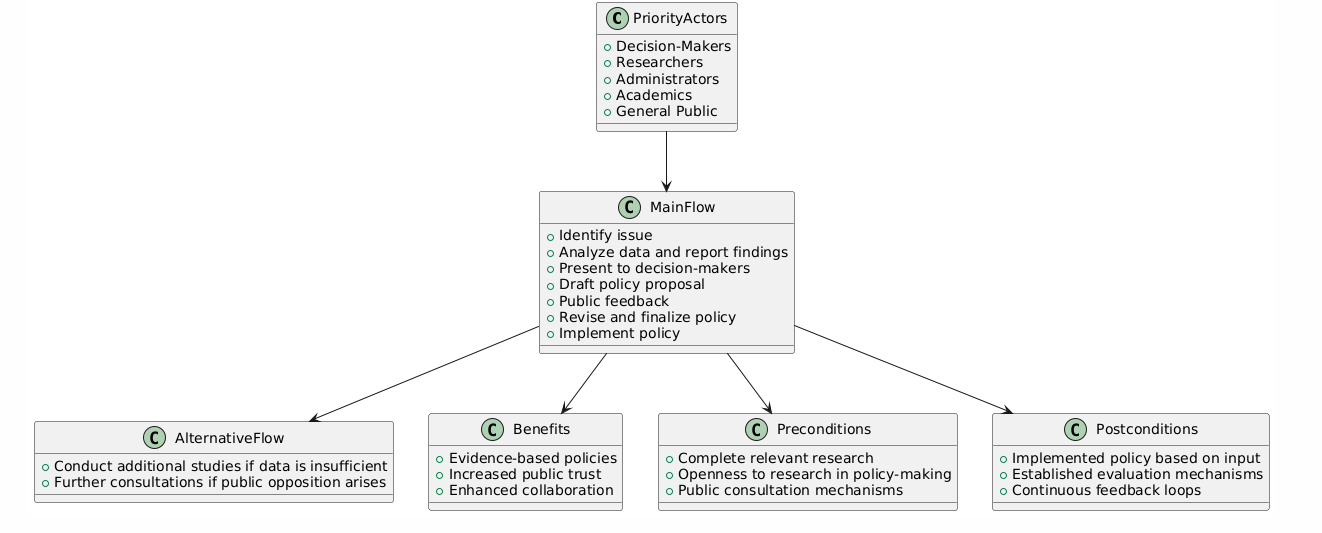 C PriorityActors
Decision-Makers
Researchers
Administrators
Academics
General Public
C MainFlow
Identify issue
Analyze data and report findings
Present to decision-makers
Draft policy proposal
Public feedback
Revise and finalize policy
Implement policy
C AlternativeFlow
Conduct additional studies if data is insufficient
Further consultations if public opposition arises
C Benefits
Evidence-based policies
Increased public trust
Enhanced collaboration
C Preconditions
Complete relevant research
Openness to research in policy-making
Public consultation mechanisms
C Postconditions
Implemented policy based on input
Established evaluation mechanisms
Continuous feedback loops